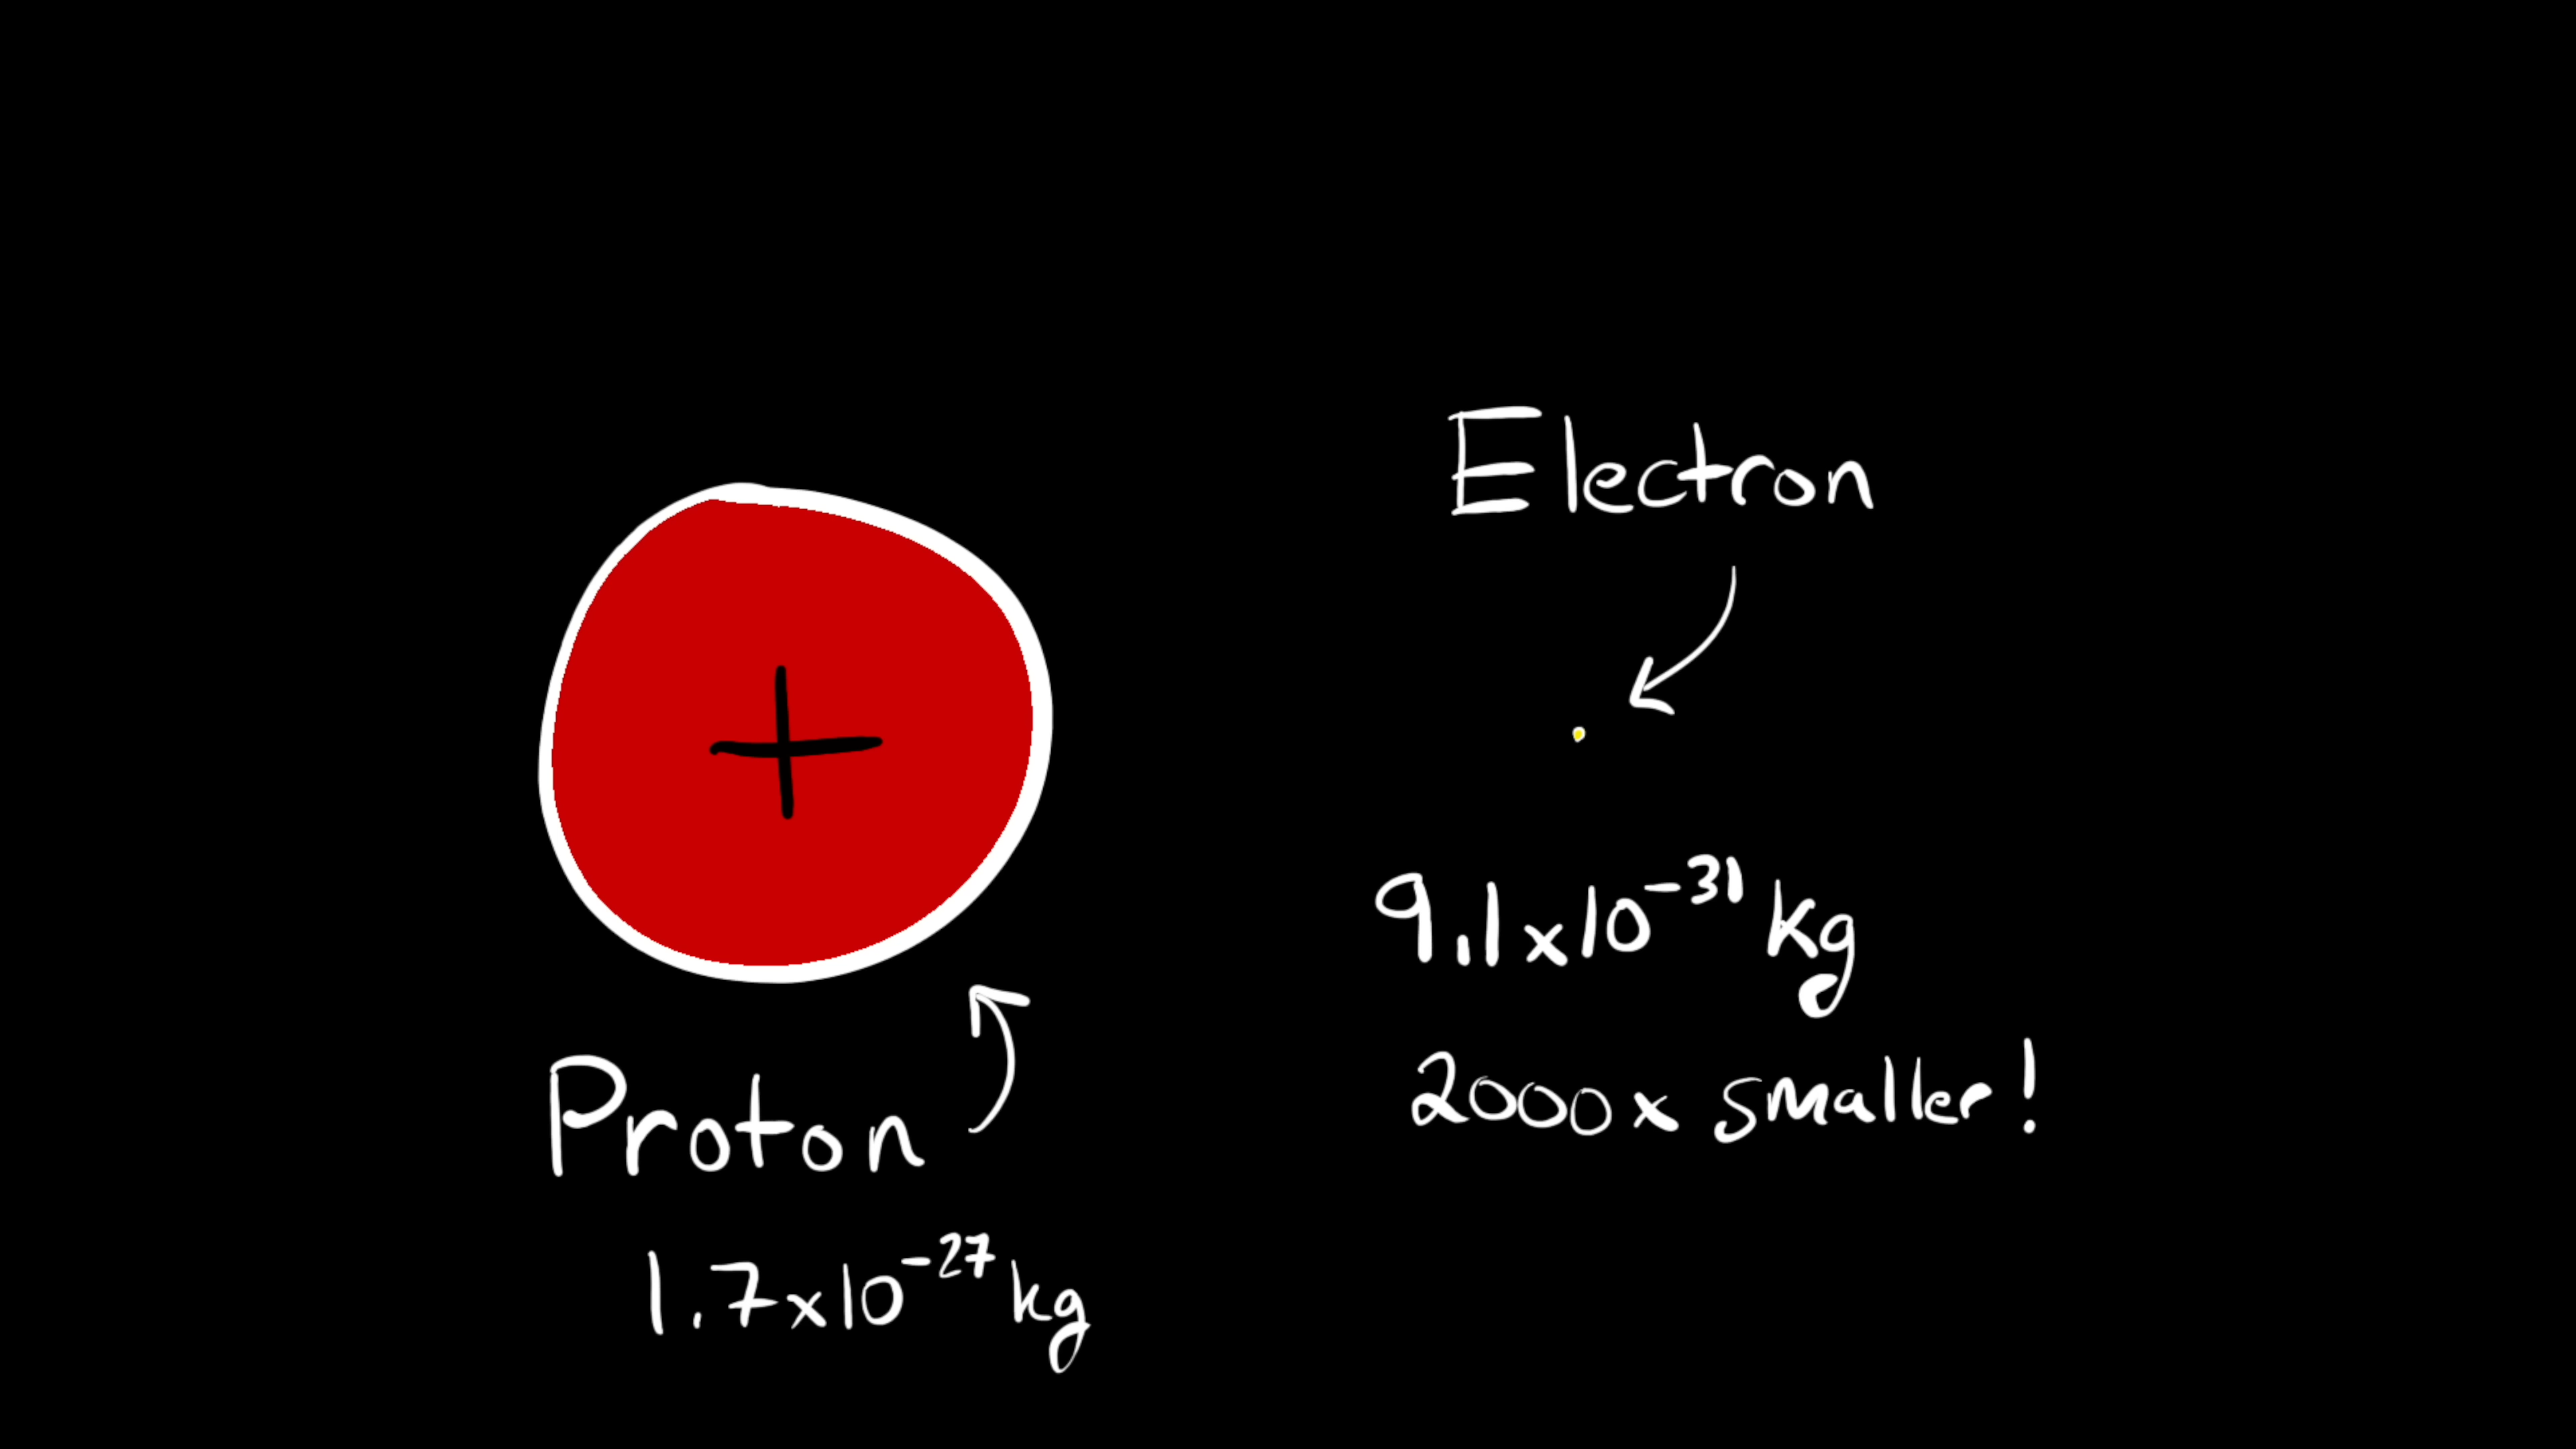 Electron
+
9.1x10⁻³¹ kg
2000x smaller!
Proton
1.7x10⁻²⁷ kg